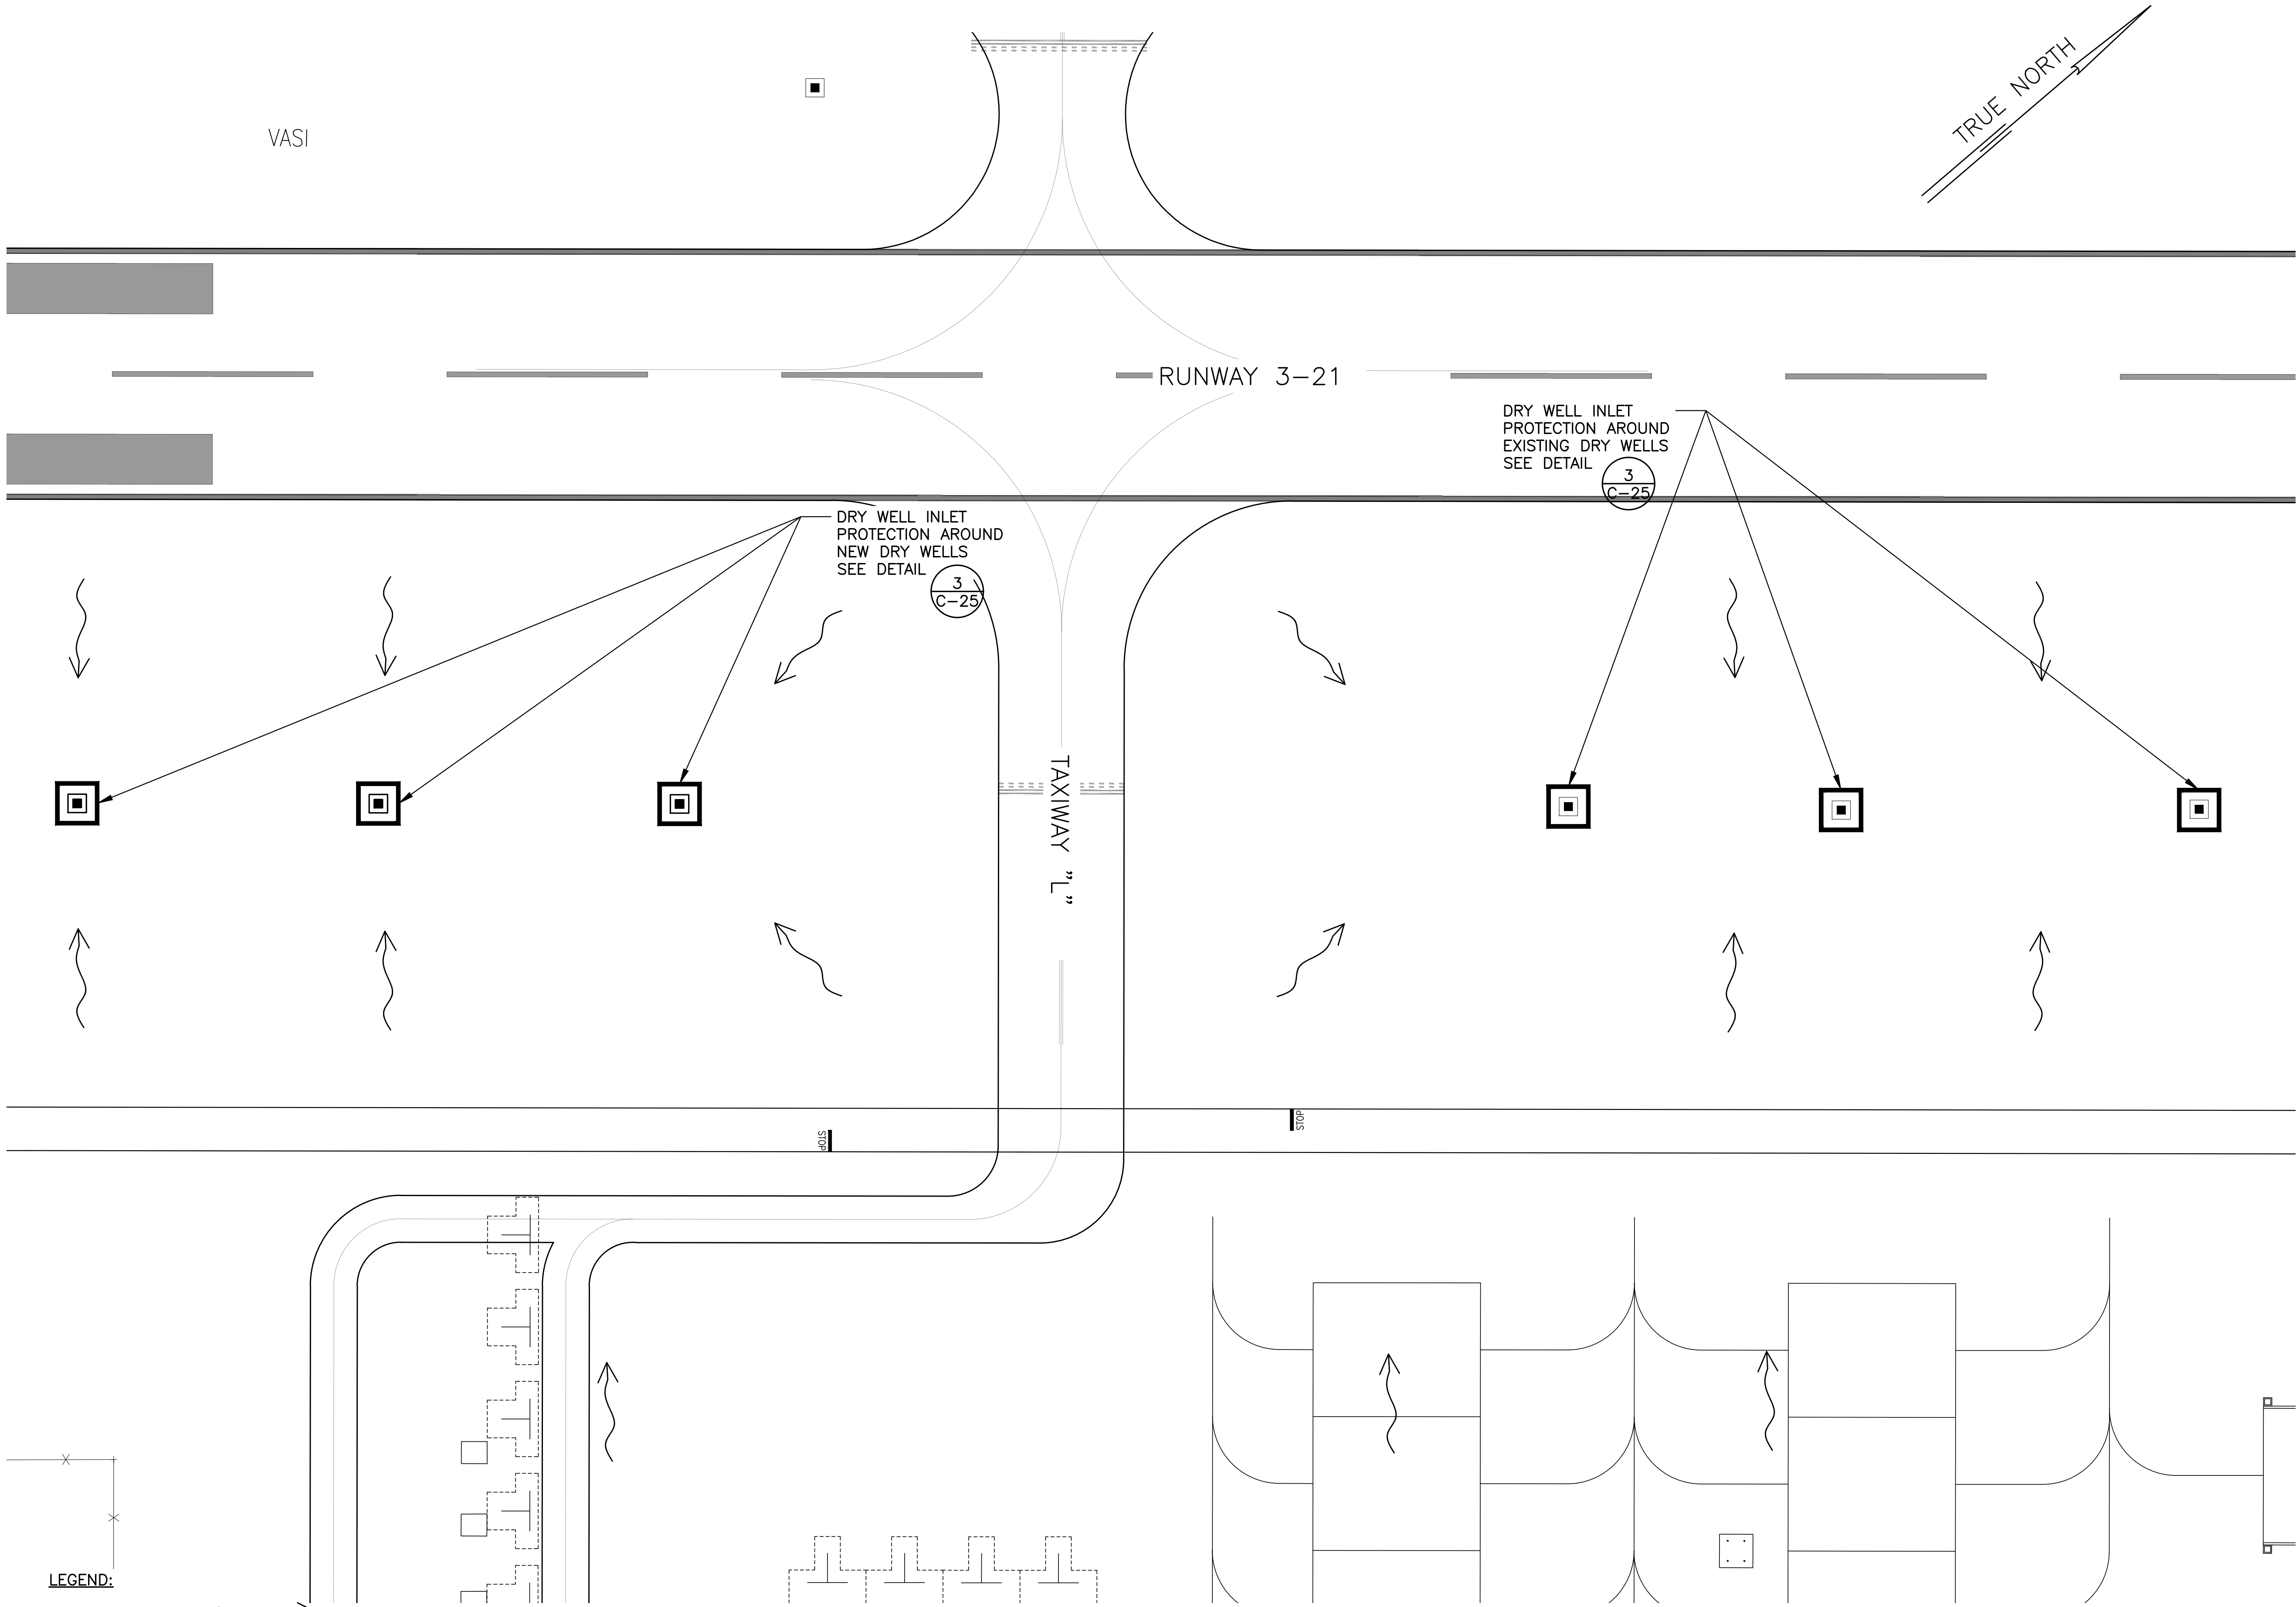 TRUE NORTH
VASI
RUNWAY 3-21
DRY WELL INLET
PROTECTION AROUND
EXISTING DRY WELLS
SEE DETAIL
3
C-25
DRY WELL INLET
PROTECTION AROUND
NEW DRY WELLS
SEE DETAIL
3
C-25
TAXIWAY "L"
STOP
STOP
LEGEND: